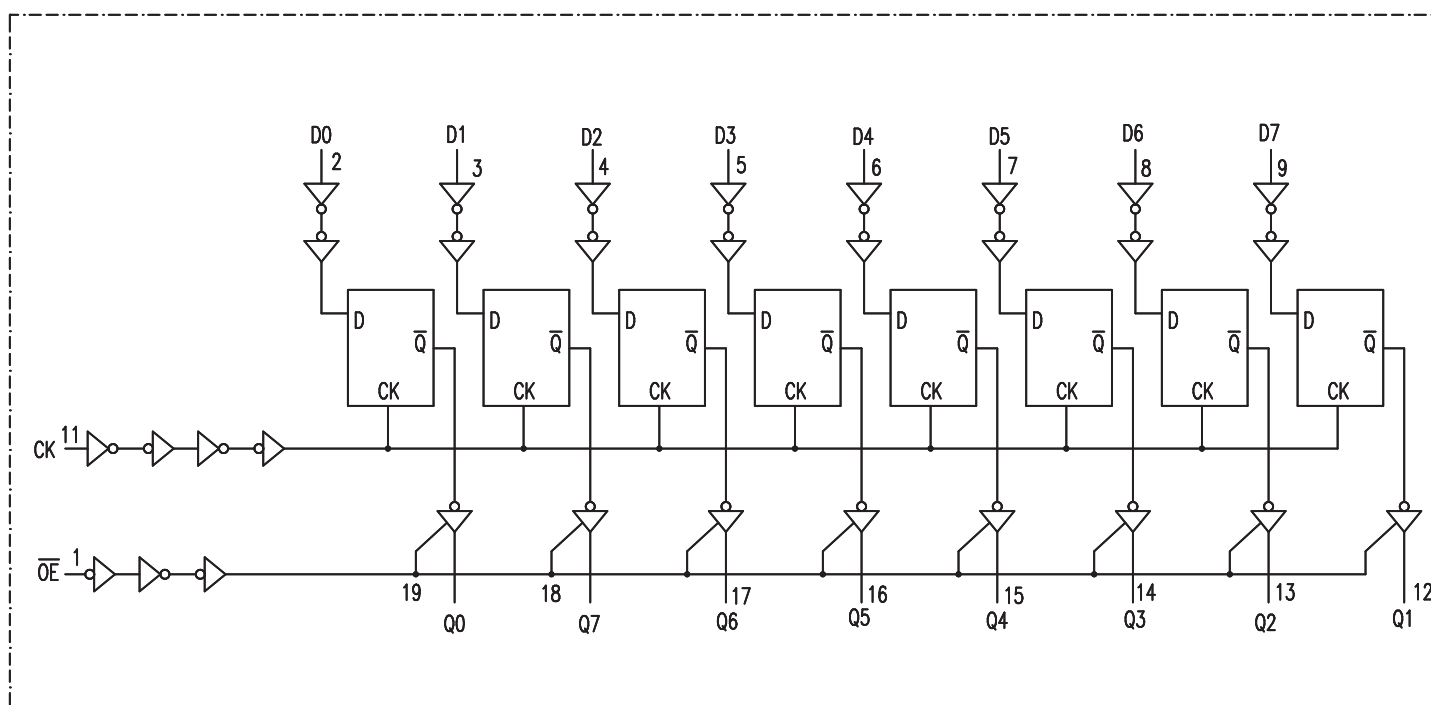 D0 D1 D2 D3 D4 D5 D6 D7
2 3 4 5 6 7 8 9
D D D D D D D D
Q̅ Q̅ Q̅ Q̅ Q̅ Q̅ Q̅ Q̅
CK CK CK CK CK CK CK CK
CK 11
O̅E̅ 1
19 18 17 16 15 14 13 12
Q0 Q7 Q6 Q5 Q4 Q3 Q2 Q1